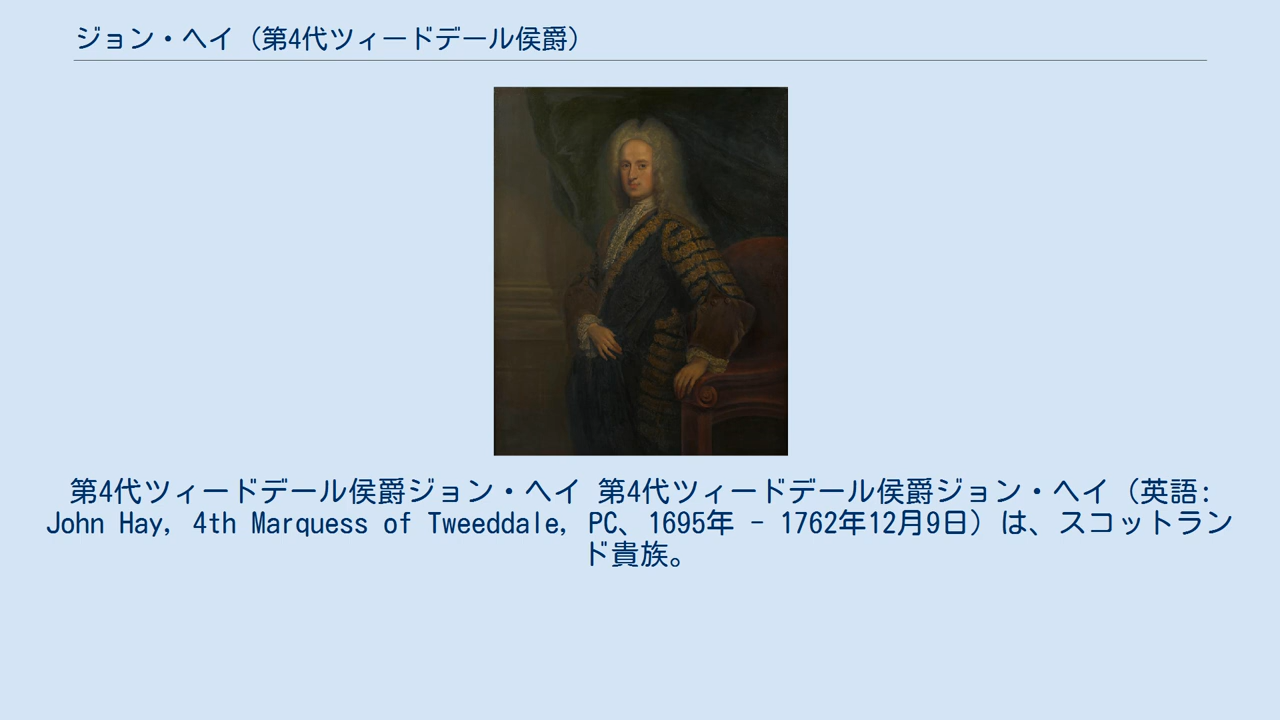 ジョン・ヘイ（第4代ツィードデール侯爵）
第4代ツィードデール侯爵ジョン・ヘイ 第4代ツィードデール侯爵ジョン・ヘイ（英語:
John Hay, 4th Marquess of Tweeddale, PC、1695年 - 1762年12月9日）は、スコットラン
ド貴族。